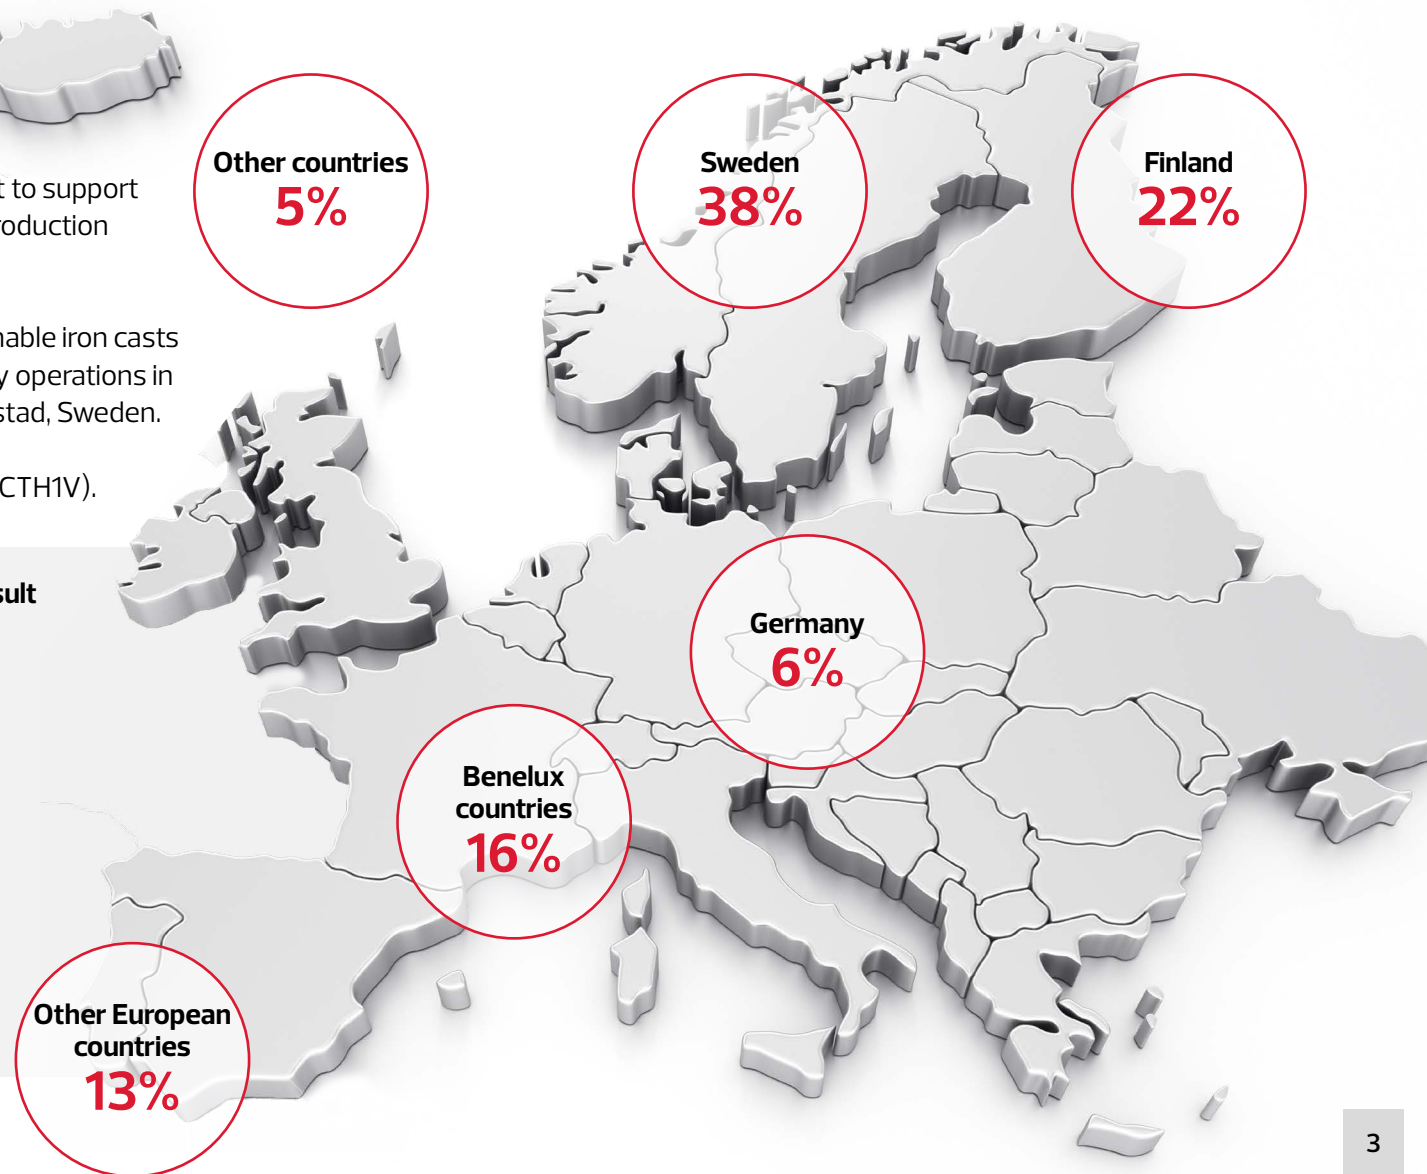 t to support
roduction
nable iron casts
y operations in
stad, Sweden.
CTH1V).
sult
Other countries
5%
Sweden
38%
Finland
22%
Germany
6%
Benelux
countries
16%
Other European
countries
13%
3